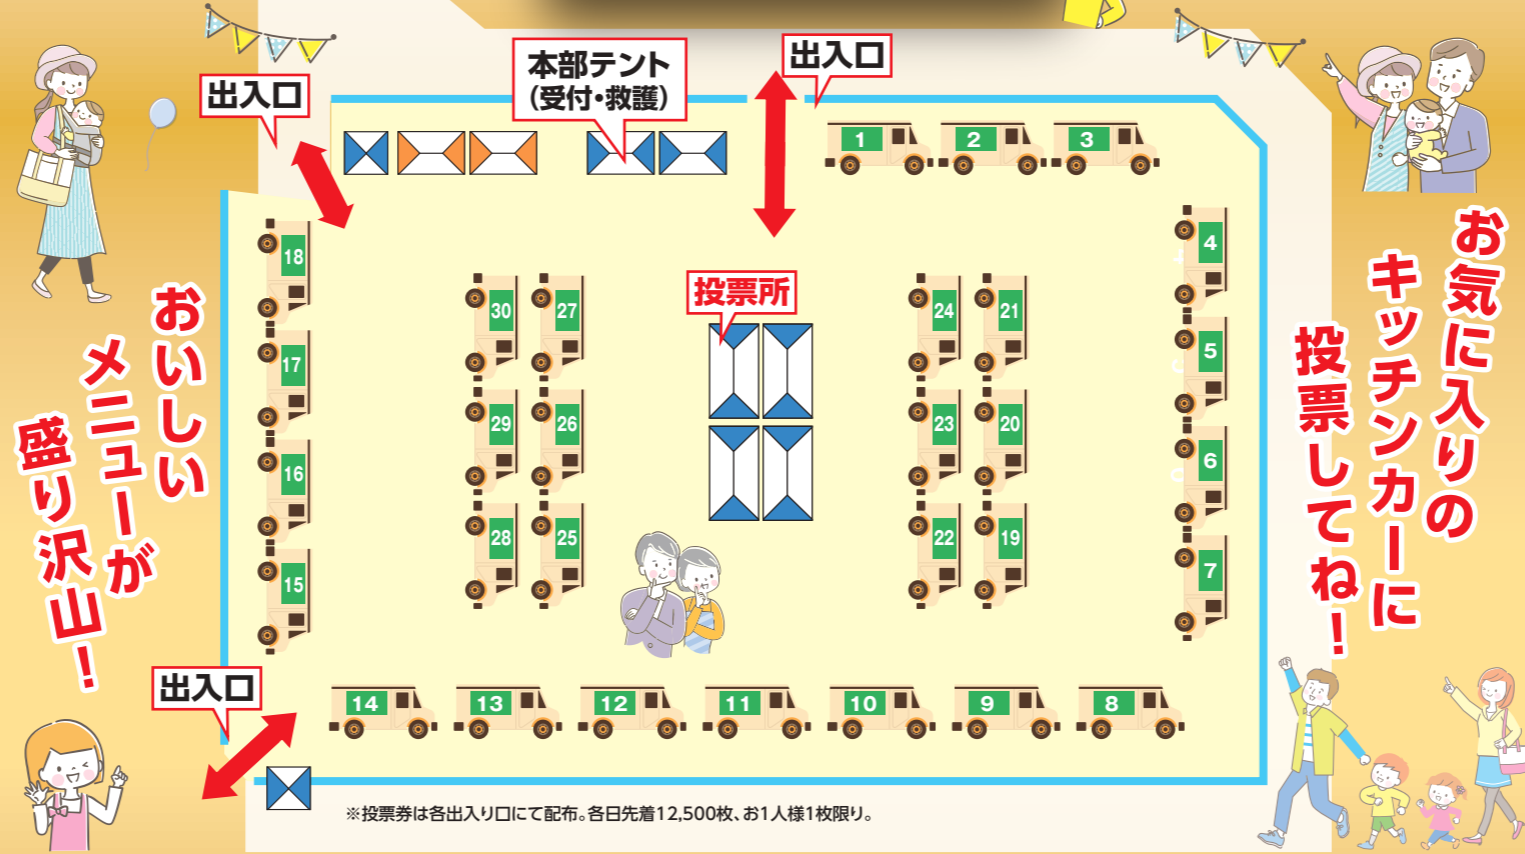 出入口
本部テント
（受付・救護）
出入口
1
2
3
18
17
16
15
30
27
29
26
28
25
投票所
24
21
23
20
22
19
4
5
6
7
お気に入りの
キッチンカーに
投票してね！
おいしい
メニューが
盛り沢山！
出入口
14
13
12
11
10
9
8
※投票券は各出入り口にて配布。各日先着12,500枚、お1人様1枚限り。